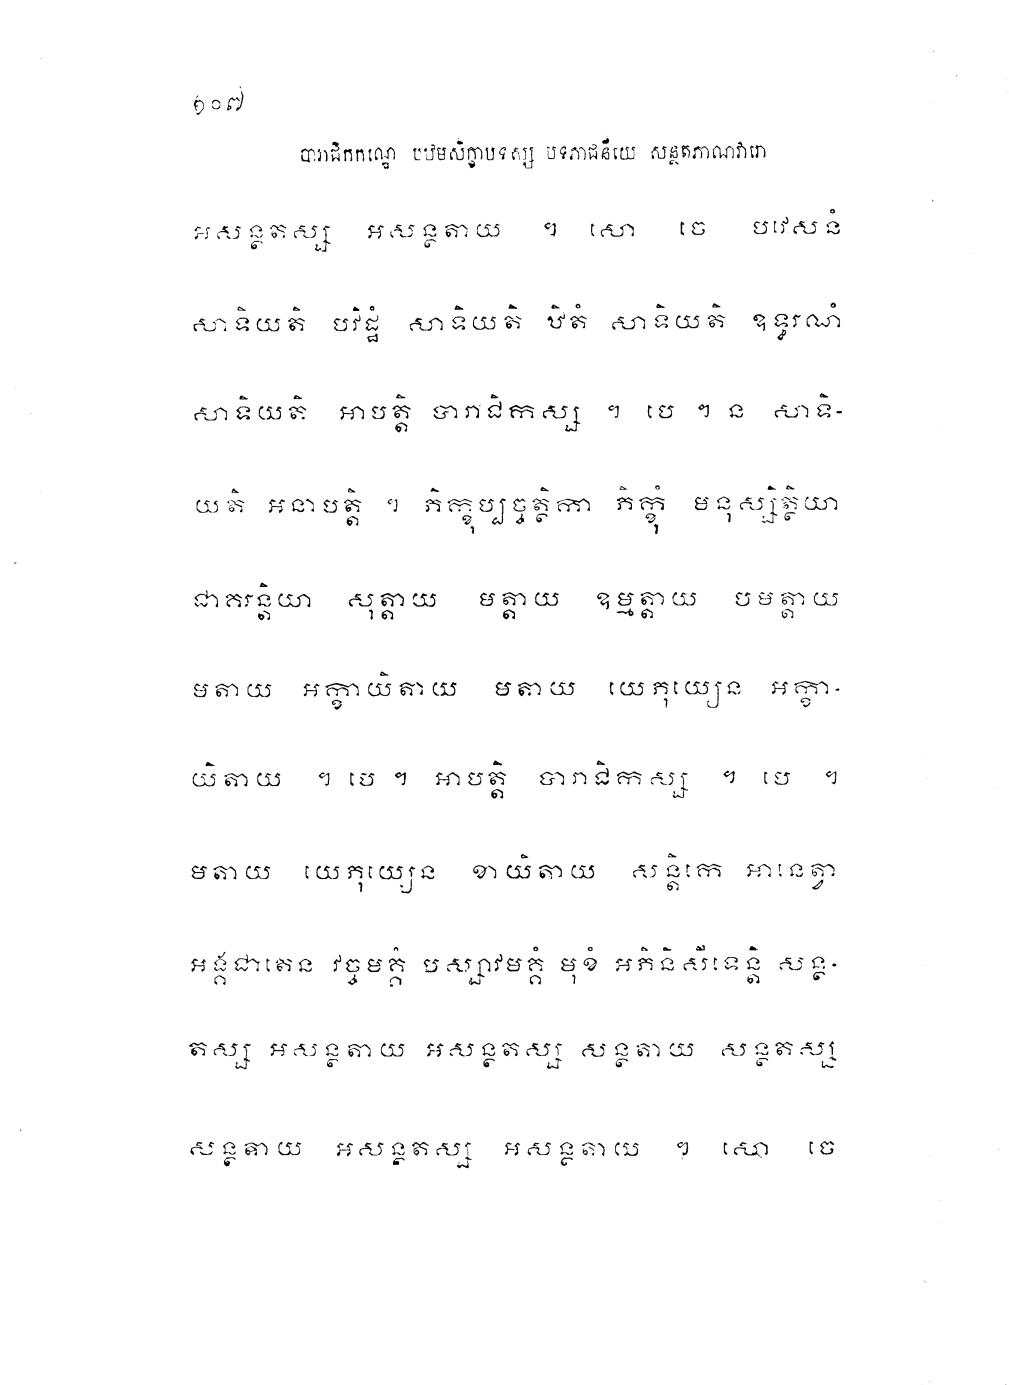 ១០៧
បារាជិកកណ្ឌេ បឋមសិក្ខាបទស្ស បទភាជនីយេ សន្ថតភាណវារោ
អសន្ថតស្ស អសន្ថតាយ ។ សោ ចេ បវេសនំ
សាទិយតិ បវិដ្ឋំ សាទិយតិ ឋិតំ សាទិយតិ ឧទ្ធរណំ
សាទិយតិ អាបត្តិ បារាជិកស្ស ។ បេ ។ ន សាទិ-
យតិ អនាបត្តិ ។ ភិក្ខុប្បច្ចត្ថិកា ភិក្ខុំ មនុស្សិត្ថិយា
ជាគរន្តិយា សុត្តាយ មត្តាយ ឧម្មត្តាយ បមត្តាយ
មតាយ អក្ខាយិតាយ មតាយ យេភុយ្យេន អក្ខា-
យិតាយ ។ បេ ។ អាបត្តិ បារាជិកស្ស ។ បេ ។
មតាយ យេភុយ្យេន ខាយិតាយ សន្តិកេ អានេត្វា
អង្គជាតេន វច្ចមគ្គំ បស្សាវមគ្គំ មុខំ អភិនិសីទេន្តិ សន្ថ-
តស្ស អសន្ថតាយ អសន្ថតស្ស សន្ថតាយ សន្ថតស្ស
សន្ថតាយ អសន្ថតស្ស អសន្ថតាយ ។ សោ ចេ